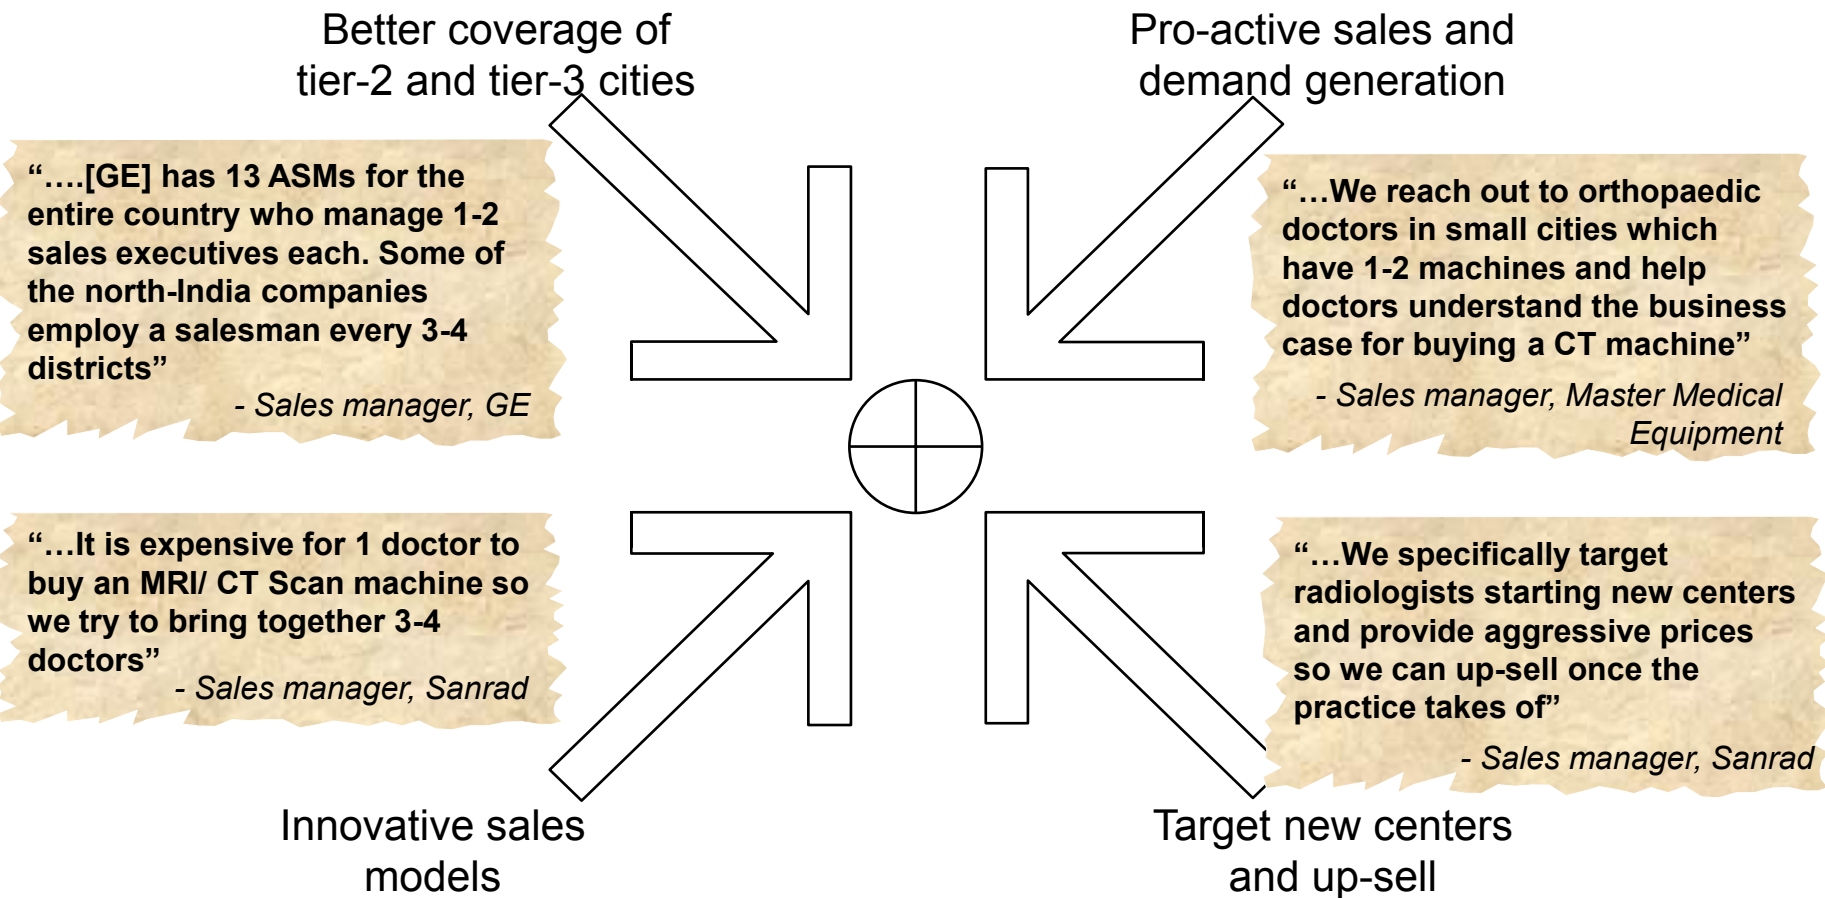 Better coverage of
tier-2 and tier-3 cities
“….[GE] has 13 ASMs for the
entire country who manage 1-2
sales executives each. Some of
the north-India companies
employ a salesman every 3-4
districts”
- Sales manager, GE
Pro-active sales and
demand generation
“…We reach out to orthopaedic
doctors in small cities which
have 1-2 machines and help
doctors understand the business
case for buying a CT machine”
- Sales manager, Master Medical
Equipment
“…It is expensive for 1 doctor to
buy an MRI/ CT Scan machine so
we try to bring together 3-4
doctors”
- Sales manager, Sanrad
Innovative sales
models
“…We specifically target
radiologists starting new centers
and provide aggressive prices
so we can up-sell once the
practice takes of”
- Sales manager, Sanrad
Target new centers
and up-sell